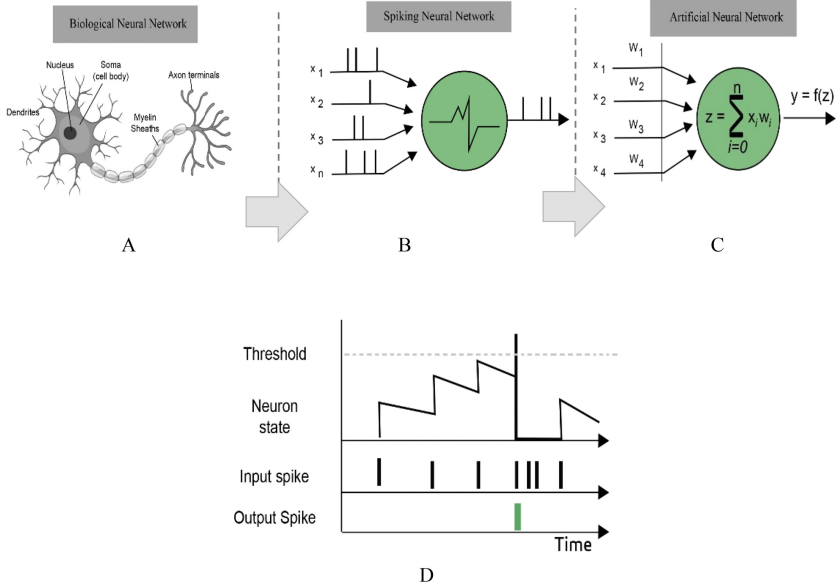 Biological Neural Network
Spiking Neural Network
Artificial Neural Network
Nucleus
Soma
(cell body)
Axon terminals
Dendrites
Myelin
Sheaths
x 1
x 2
x 3
x n
W 1
x 1
W 2
x 2
W 3
x 3
W 4
x 4
z = n ∑ i=0 x i w i
y = f(z)
A
B
C
Threshold
Neuron
state
Input spike
Output Spike
Time
D